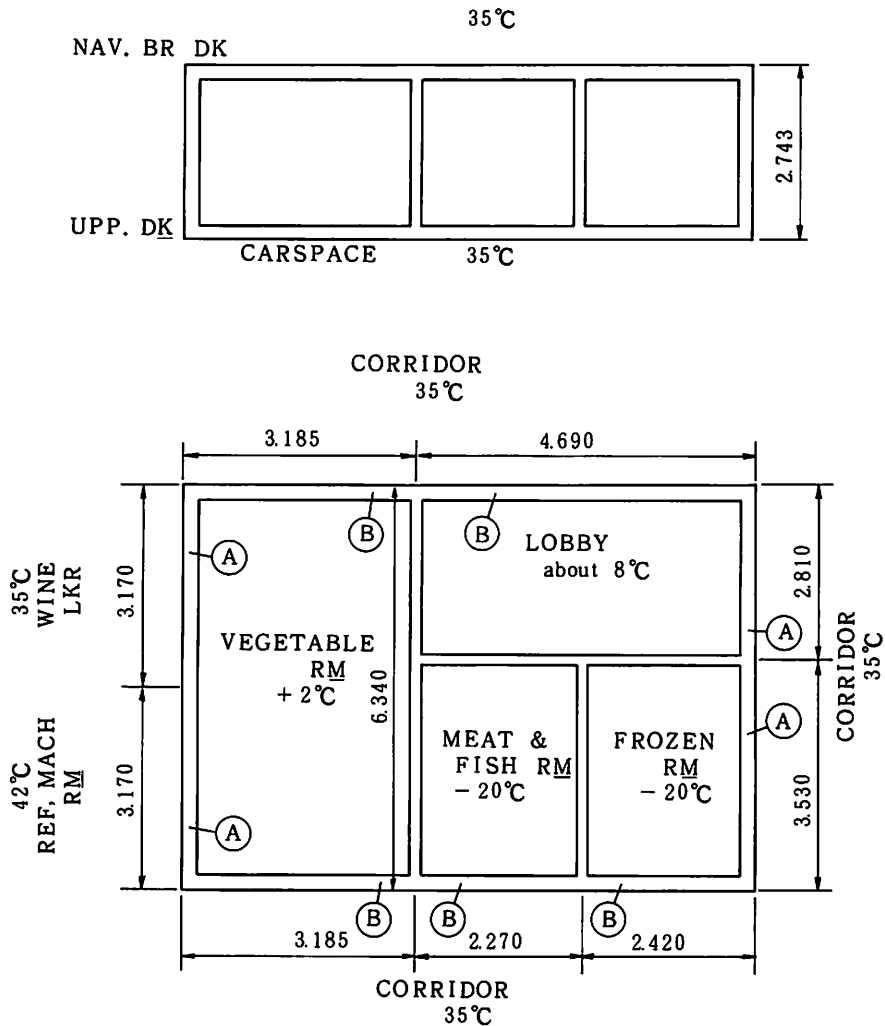 35℃
NAV. BR DK
2.743
UPP. DK
CARSPACE 35℃
CORRIDOR
35℃
3.185 4.690
B B
A
LOBBY
about 8℃
35℃
WINE
LKR
3.170
2.810
A
VEGETABLE
RM
+2℃
6.340
CORRIDOR
35℃
42℃
REF. MACH
RM
3.170
MEAT &
FISH RM
-20℃
FROZEN
RM
-20℃
A
3.530
A
B B B
3.185 2.270 2.420
CORRIDOR
35℃